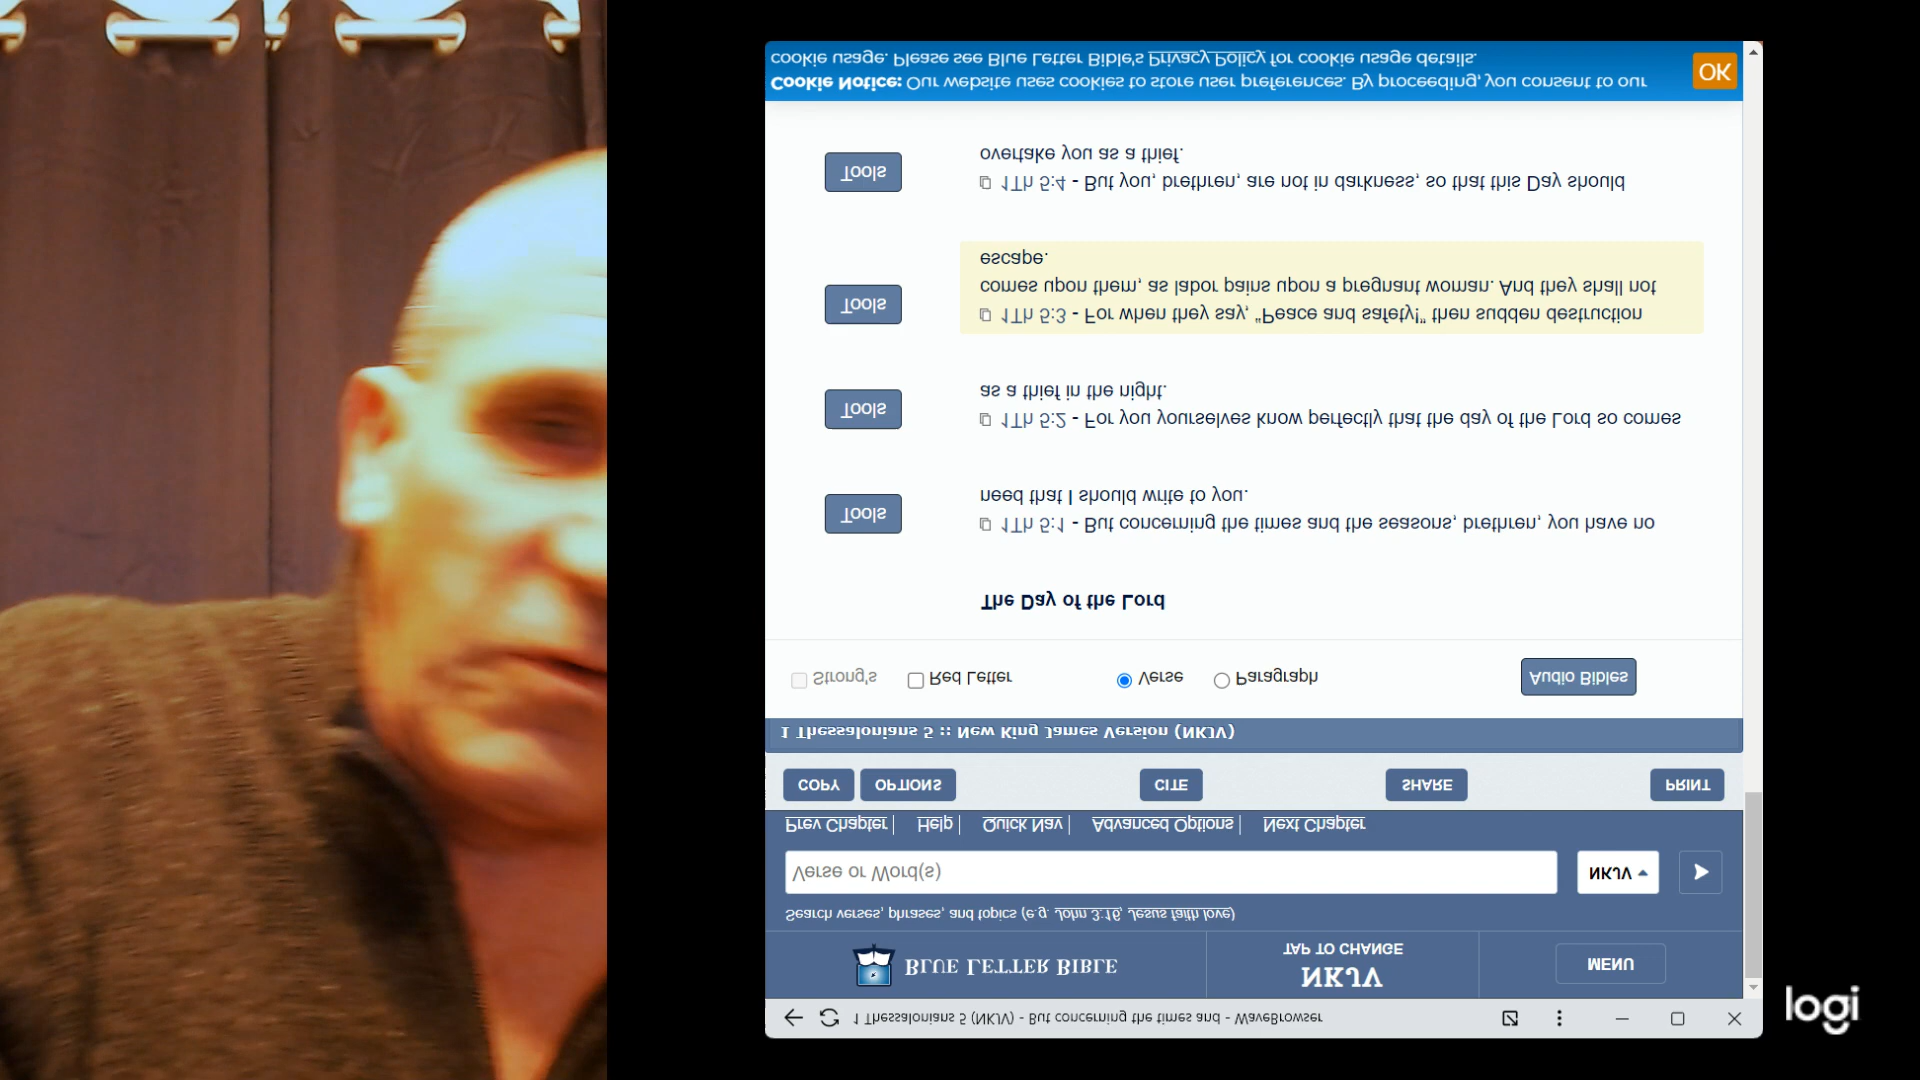 1 Thessalonians 5 (NKJV) - But concerning the times and - WaveBrowser
BLUE LETTER BIBLE
TAP TO CHANGE
NKJV
MENU
Search verses, phrases, and topics (e.g. John 3:16, Jesus faith love)
Verse or Word(s)
NKJV
Prev Chapter | Help | Quick Nav | Advanced Options | Next Chapter
COPY OPTIONS CITE SHARE PRINT
1 Thessalonians 5 :: New King James Version (NKJV)
Strong's Red Letter Verse Paragraph Audio Bibles
The Day of the Lord
Tools
1Th 5:1 - But concerning the times and the seasons, brethren, you have no
need that I should write to you.
Tools
1Th 5:2 - For you yourselves know perfectly that the day of the Lord so comes
as a thief in the night.
Tools
1Th 5:3 - For when they say, “Peace and safety!” then sudden destruction
comes upon them, as labor pains upon a pregnant woman. And they shall not
escape.
Tools
1Th 5:4 - But you, brethren, are not in darkness, so that this Day should
overtake you as a thief.
Cookie Notice: Our website uses cookies to store user preferences. By proceeding, you consent to our
cookie usage. Please see Blue Letter Bible's Privacy Policy for cookie usage details.
OK
logi